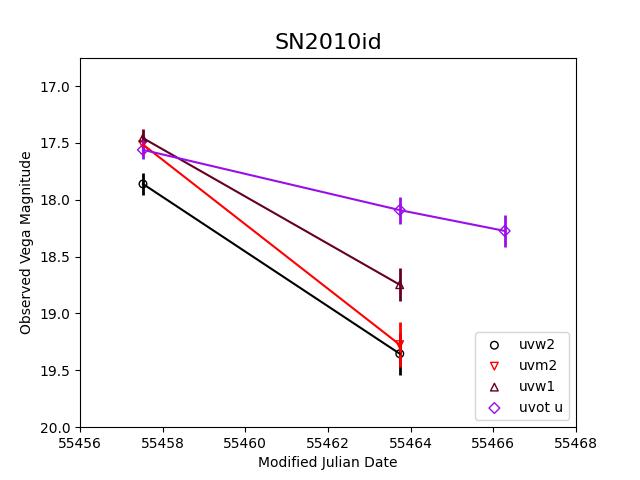 SN2010id
17.0
17.5
18.0
18.5
19.0
19.5
20.0
Observed Vega Magnitude
uvw2
uvm2
uvw1
uvot u
55456 55458 55460 55462 55464 55466 55468
Modified Julian Date